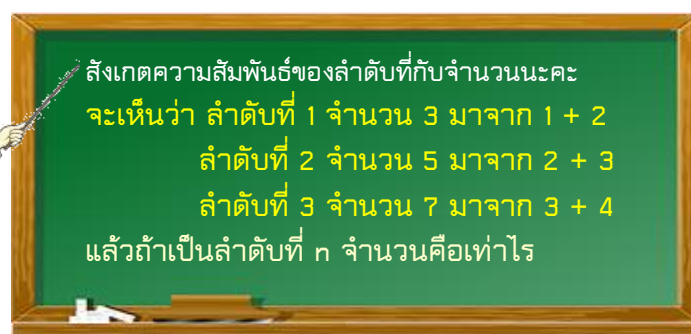 สังเกตความสัมพันธ์ของลำดับที่กับจำนวนนะคะ
จะเห็นว่า ลำดับที่ 1 จำนวน 3 มาจาก 1 + 2
ลำดับที่ 2 จำนวน 5 มาจาก 2 + 3
ลำดับที่ 3 จำนวน 7 มาจาก 3 + 4
แล้วถ้าเป็นลำดับที่ n จำนวนคือเท่าไร